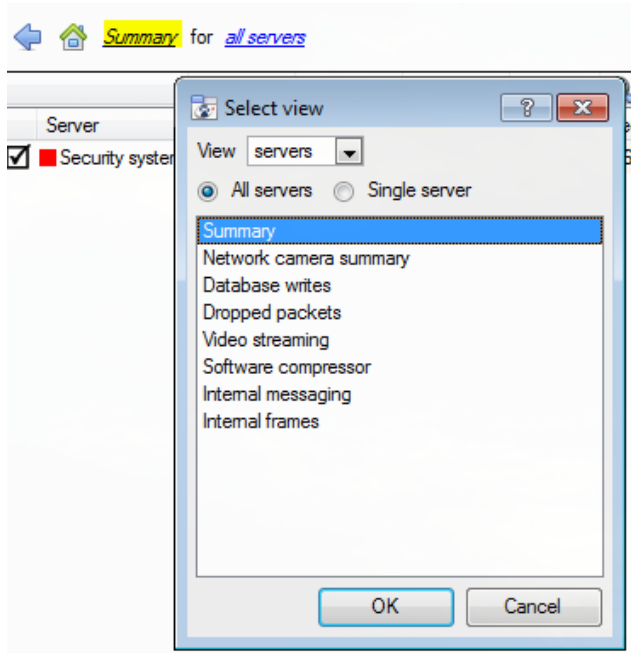 Summary for all servers
Select view
Server
View servers
Security system
All servers Single server
Summary
Network camera summary
Database writes
Dropped packets
Video streaming
Software compressor
Internal messaging
Internal frames
OK Cancel